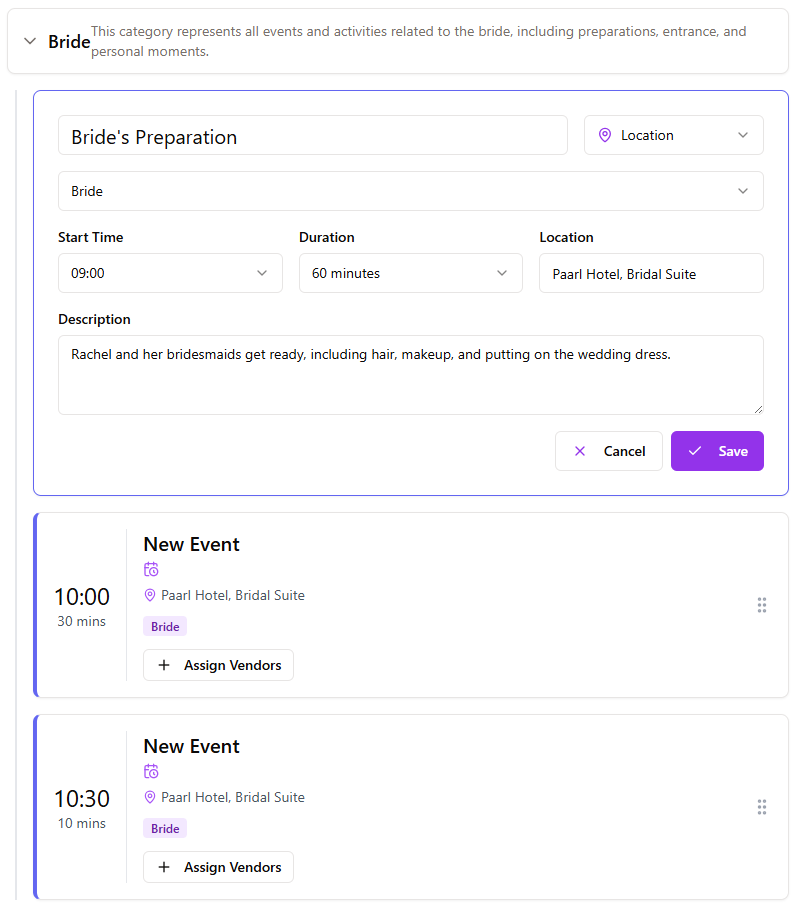 Bride
This category represents all events and activities related to the bride, including preparations, entrance, and
personal moments.
Bride's Preparation
Location
Bride
Start Time
Duration
Location
09:00
60 minutes
Paarl Hotel, Bridal Suite
Description
Rachel and her bridesmaids get ready, including hair, makeup, and putting on the wedding dress.
Cancel
Save
New Event
10:00
30 mins
Paarl Hotel, Bridal Suite
Bride
Assign Vendors
New Event
10:30
10 mins
Paarl Hotel, Bridal Suite
Bride
Assign Vendors